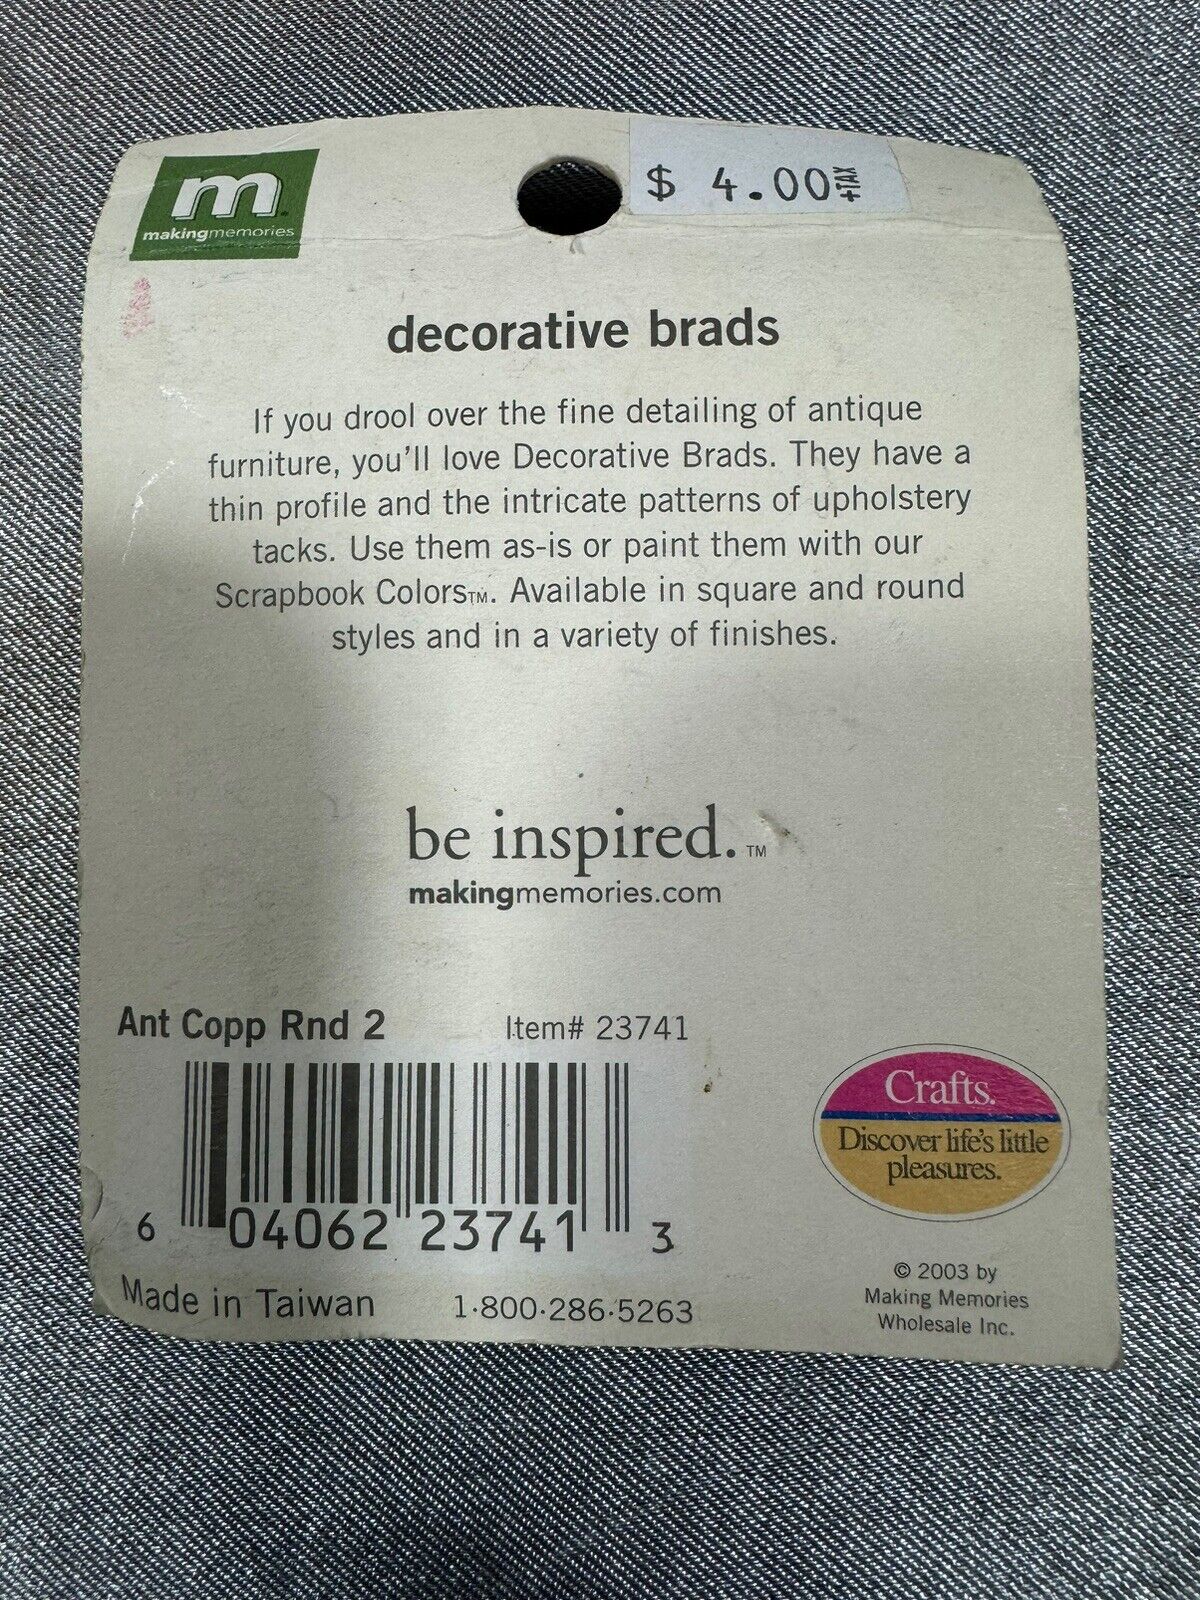 m
makingmemories
$ 4.00 +TAX
decorative brads
If you drool over the fine detailing of antique
furniture, you'll love Decorative Brads. They have a
thin profile and the intricate patterns of upholstery
tacks. Use them as-is or paint them with our
Scrapbook Colors™. Available in square and round
styles and in a variety of finishes.
be inspired.™
makingmemories.com
Ant Copp Rnd 2 Item# 23741
6 04062 23741 3
Made in Taiwan 1·800·286·5263
Crafts.
Discover life's little
pleasures.
© 2003 by
Making Memories
Wholesale Inc.